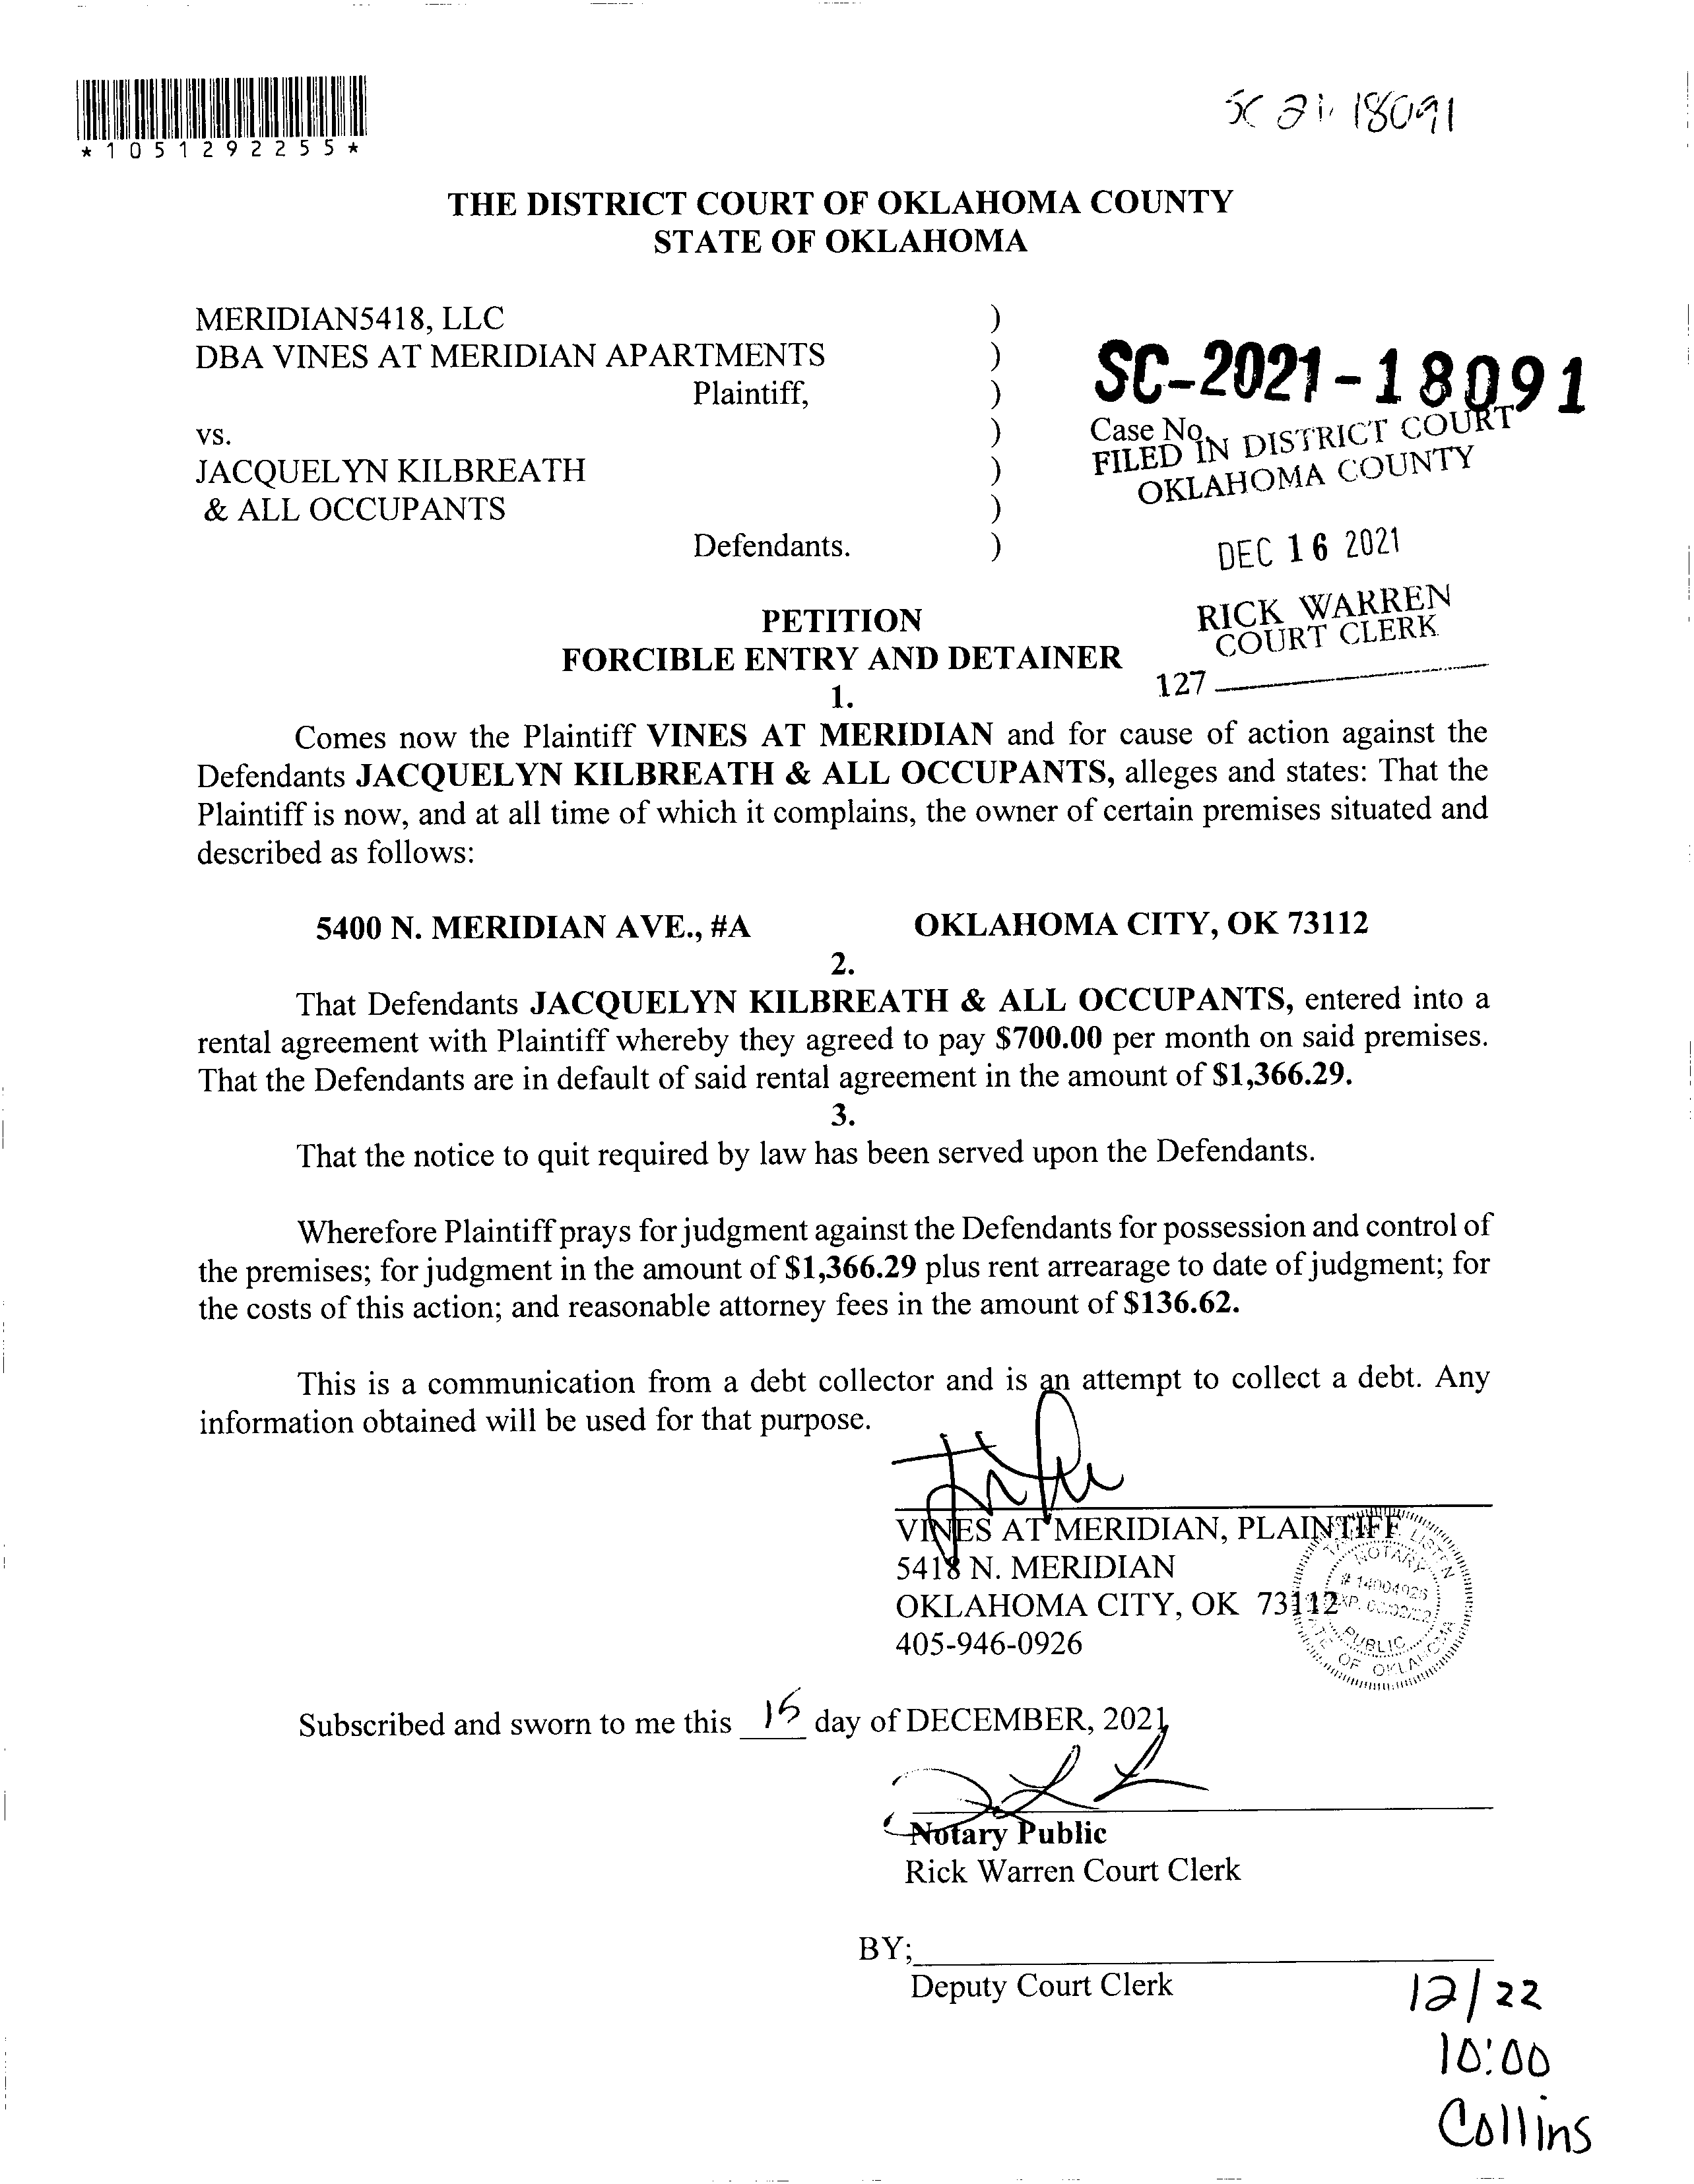 *1051292255*
SC 21 18091
THE DISTRICT COURT OF OKLAHOMA COUNTY
STATE OF OKLAHOMA
MERIDIAN5418, LLC )
DBA VINES AT MERIDIAN APARTMENTS )
Plaintiff, )
SC-2021-18091
vs. )
Case No.
JACQUELYN KILBREATH )
FILED IN DISTRICT COURT
OKLAHOMA COUNTY
& ALL OCCUPANTS )
Defendants. )
DEC 16 2021
PETITION
RICK WARREN
COURT CLERK
FORCIBLE ENTRY AND DETAINER
127
1.
Comes now the Plaintiff VINES AT MERIDIAN and for cause of action against the
Defendants JACQUELYN KILBREATH & ALL OCCUPANTS, alleges and states: That the
Plaintiff is now, and at all time of which it complains, the owner of certain premises situated and
described as follows:
5400 N. MERIDIAN AVE., #A OKLAHOMA CITY, OK 73112
2.
That Defendants JACQUELYN KILBREATH & ALL OCCUPANTS, entered into a
rental agreement with Plaintiff whereby they agreed to pay $700.00 per month on said premises.
That the Defendants are in default of said rental agreement in the amount of $1,366.29.
3.
That the notice to quit required by law has been served upon the Defendants.
Wherefore Plaintiff prays for judgment against the Defendants for possession and control of
the premises; for judgment in the amount of $1,366.29 plus rent arrearage to date of judgment; for
the costs of this action; and reasonable attorney fees in the amount of $136.62.
This is a communication from a debt collector and is an attempt to collect a debt. Any
information obtained will be used for that purpose.
VINES AT MERIDIAN, PLAINTIFF
5418 N. MERIDIAN
OKLAHOMA CITY, OK 73112
405-946-0926
NOTARY
# 14004926
PUBLIC
OF OKLAHOMA
Subscribed and sworn to me this 15 day of DECEMBER, 2021
Notary Public
Rick Warren Court Clerk
BY;
Deputy Court Clerk
12/22
10:00
Collins